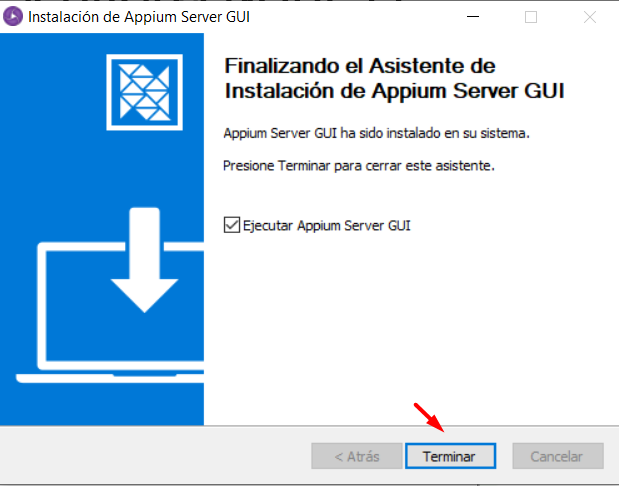 Instalación de Appium Server GUI
Finalizando el Asistente de
Instalación de Appium Server GUI
Appium Server GUI ha sido instalado en su sistema.
Presione Terminar para cerrar este asistente.
Ejecutar Appium Server GUI
< Atrás
Terminar
Cancelar